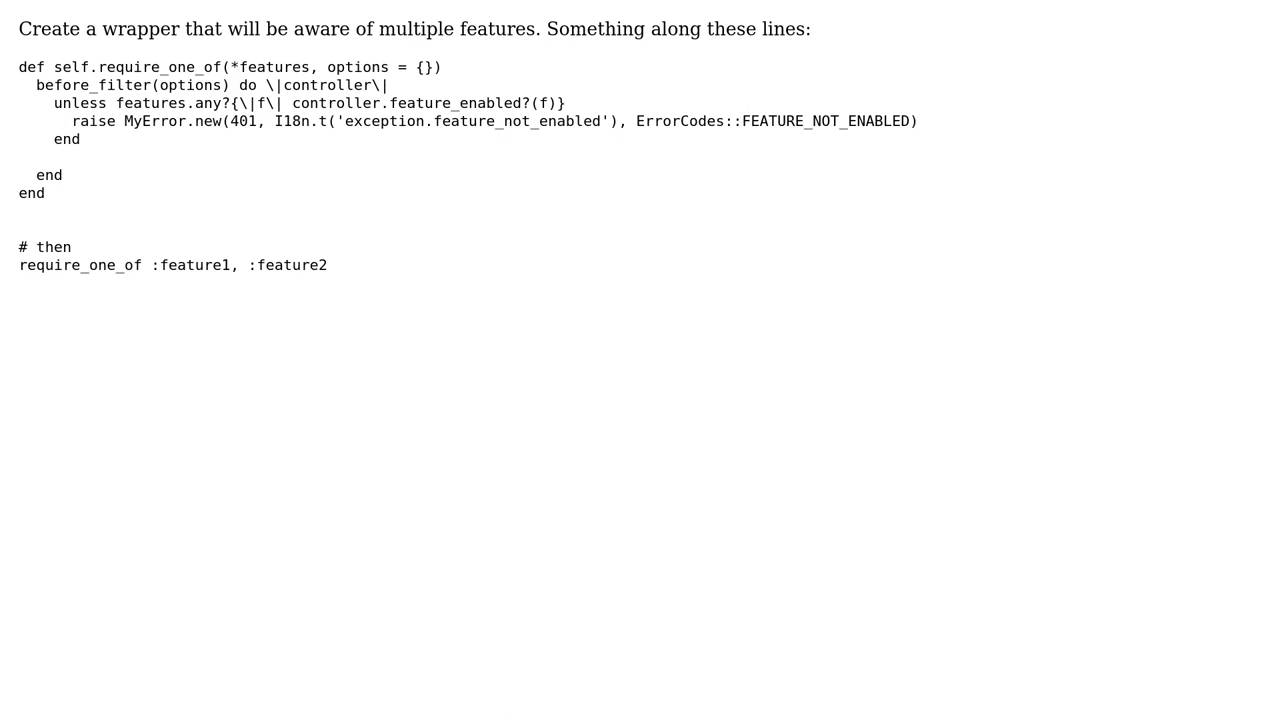 Create a wrapper that will be aware of multiple features. Something along these lines:
def self.require_one_of(*features, options = {})
  before_filter(options) do \|controller\|
    unless features.any?{\|f\| controller.feature_enabled?(f)}
      raise MyError.new(401, I18n.t('exception.feature_not_enabled'), ErrorCodes::FEATURE_NOT_ENABLED)
    end
  end
end
# then
require_one_of :feature1, :feature2